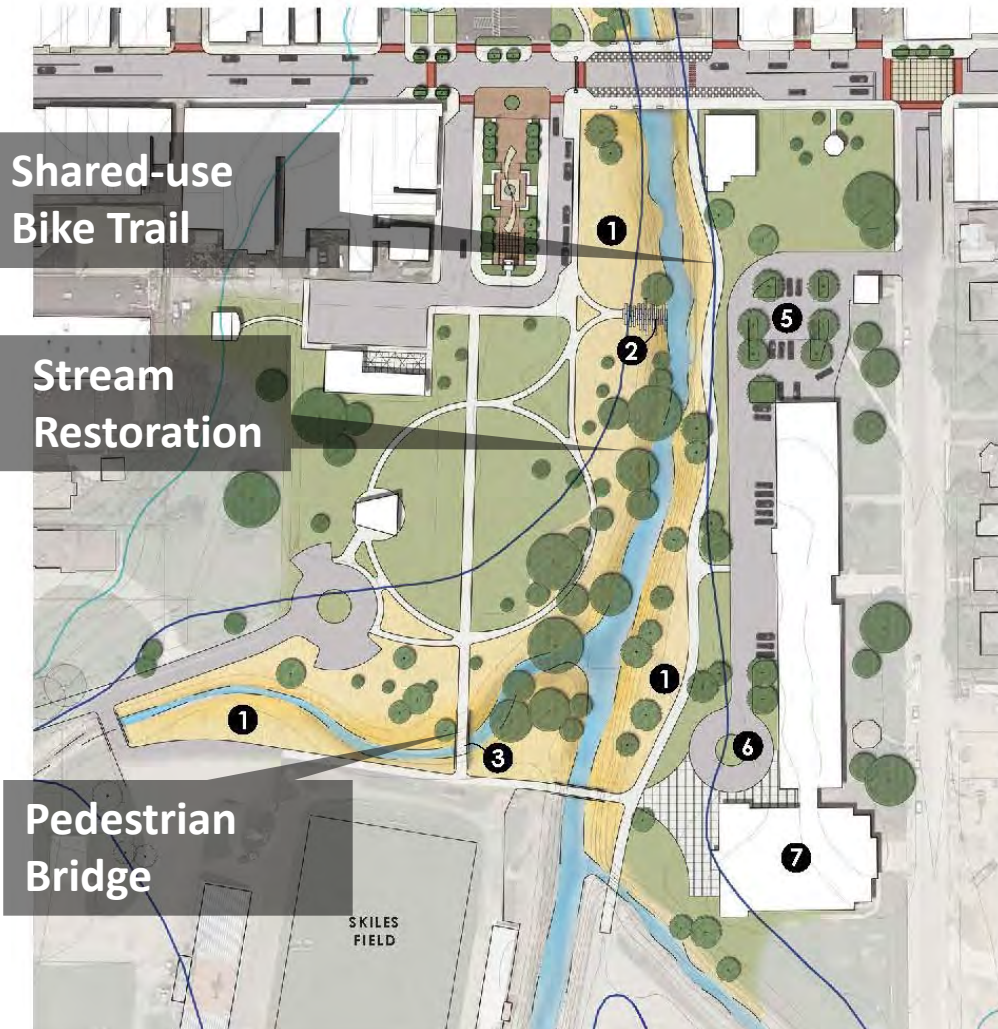 Shared-use
Bike Trail
1
5
2
Stream
Restoration
1
1
3
6
Pedestrian
Bridge
7
SKILES
FIELD